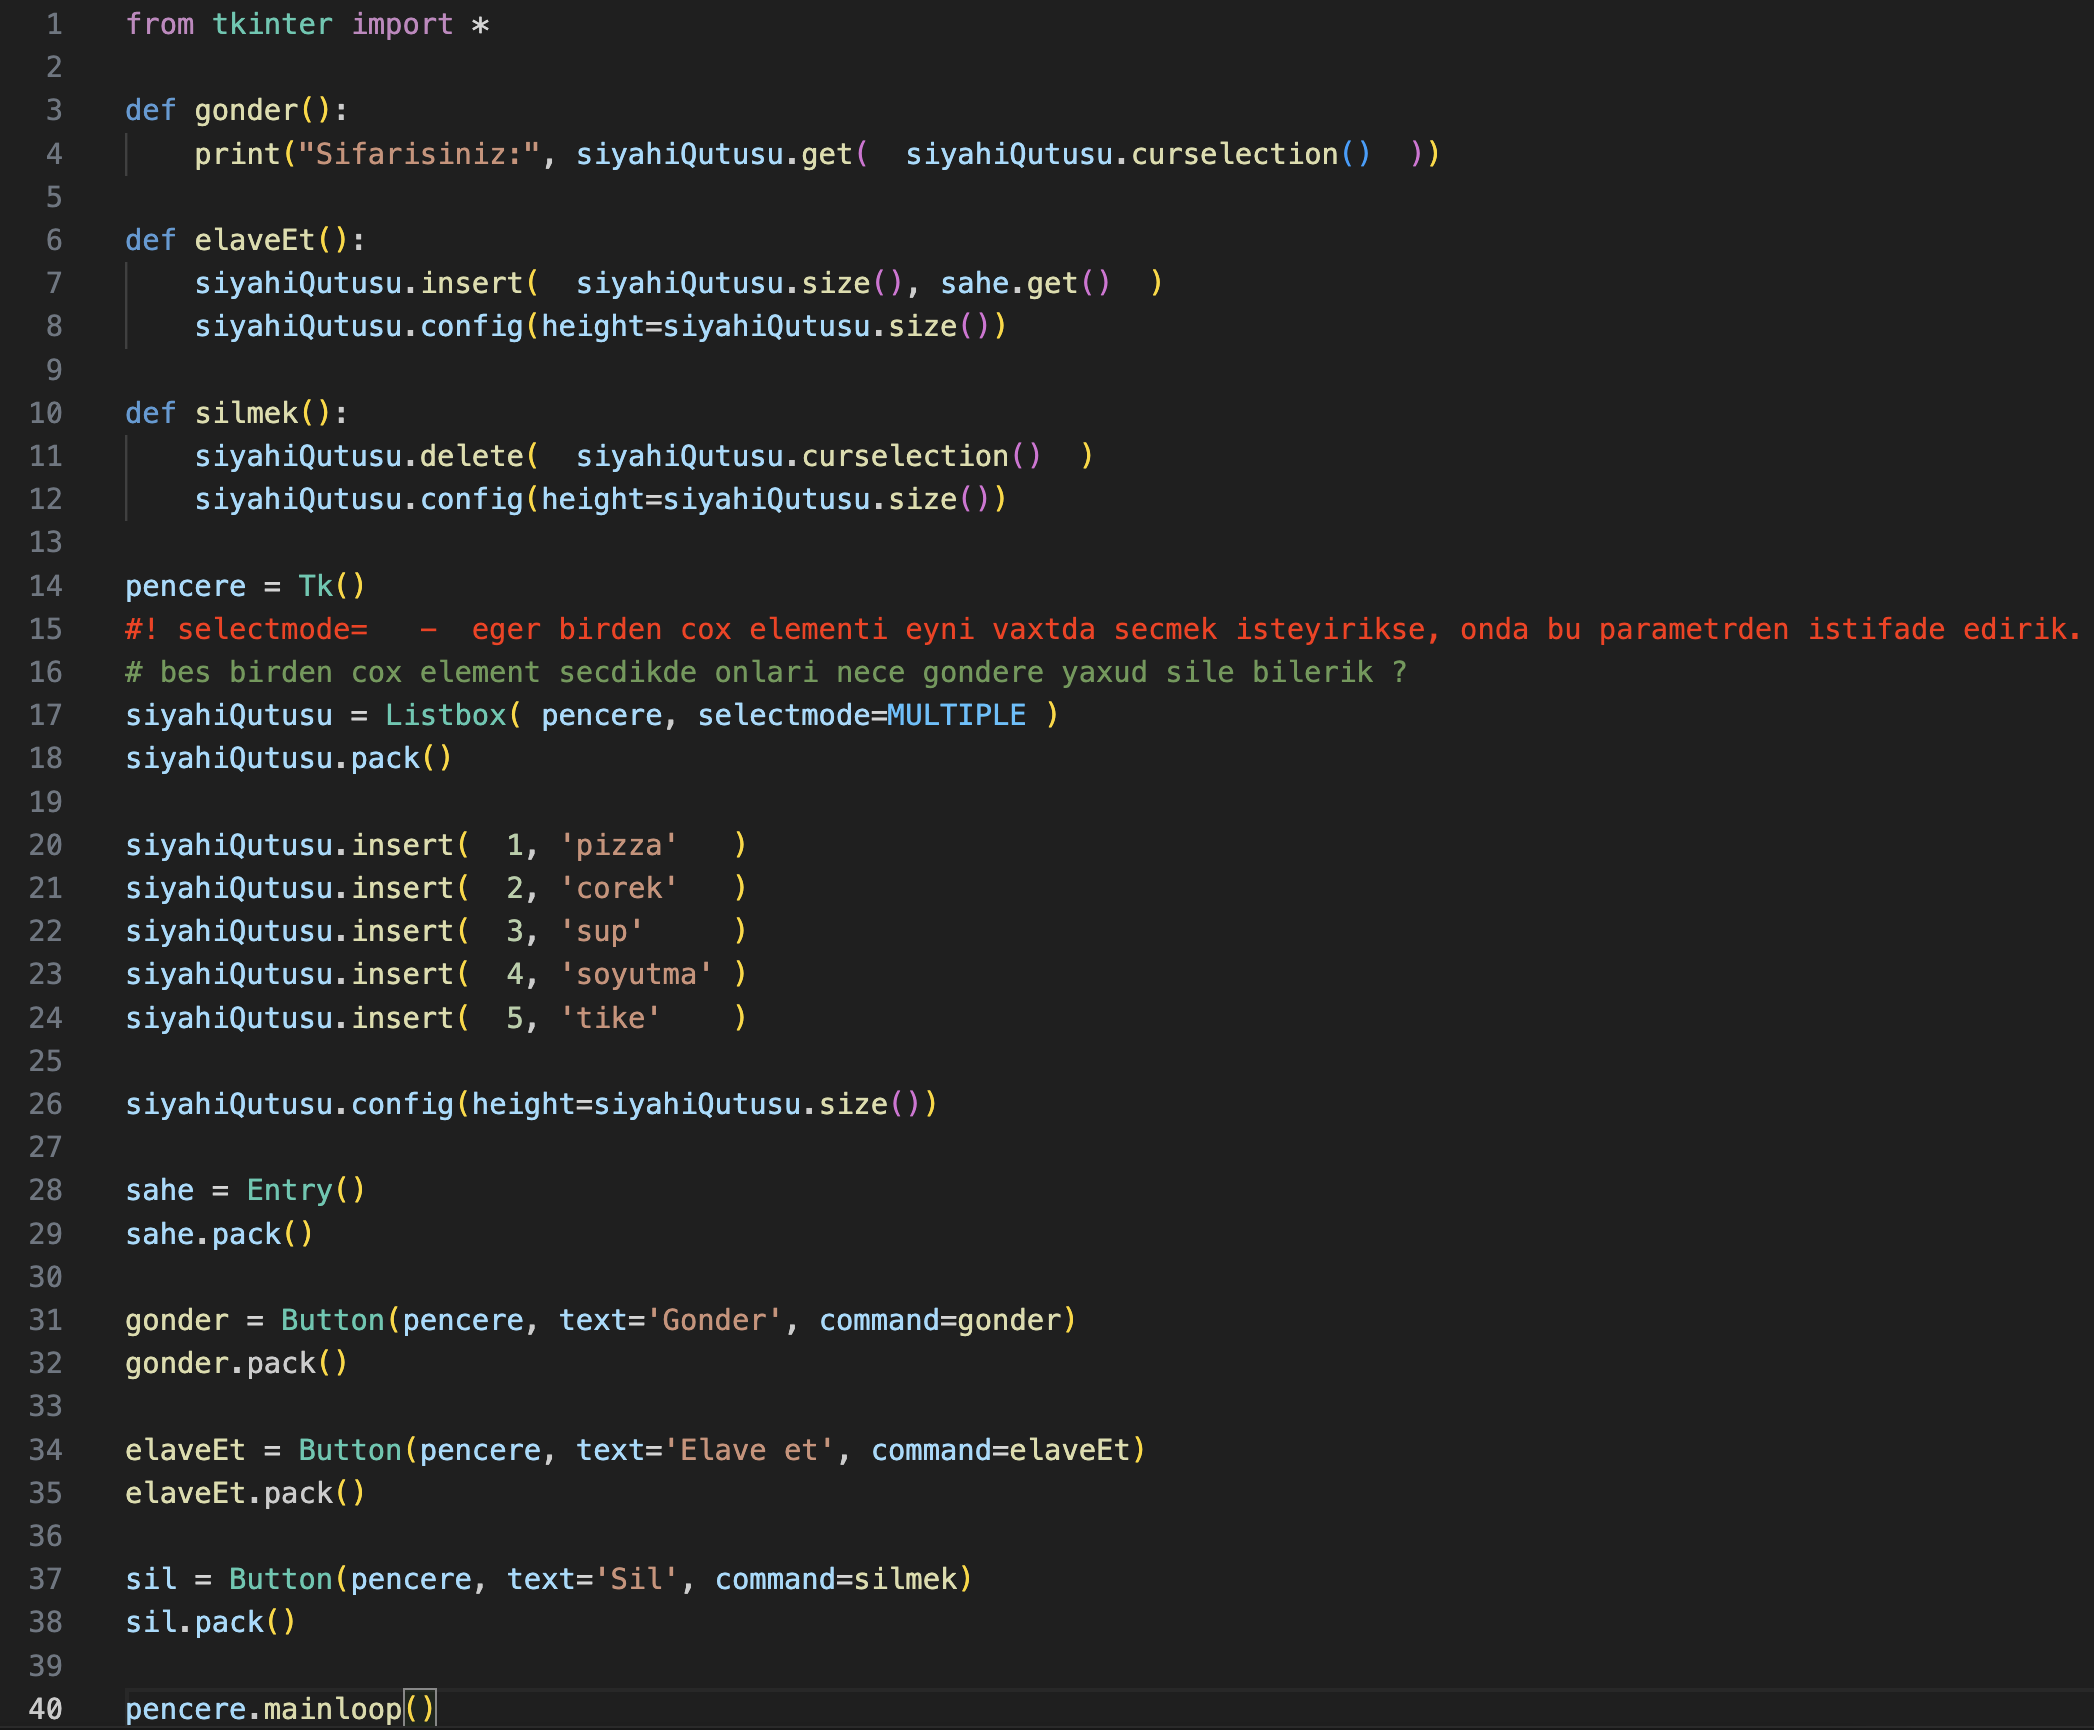 1 from tkinter import *
2
3 def gonder():
4     print("Sifarisiniz:", siyahiQutusu.get(  siyahiQutusu.curselection()  ))
5
6 def elaveEt():
7     siyahiQutusu.insert(  siyahiQutusu.size(), sahe.get()  )
8     siyahiQutusu.config(height=siyahiQutusu.size())
9
10 def silmek():
11     siyahiQutusu.delete(  siyahiQutusu.curselection()  )
12     siyahiQutusu.config(height=siyahiQutusu.size())
13
14 pencere = Tk()
15 #! selectmode=   –  eger birden cox elementi eyni vaxtda secmek isteyirikse, onda bu parametrden istifade edirik.
16 # bes birden cox element secdikde onlari nece gondere yaxud sile bilerik ?
17 siyahiQutusu = Listbox( pencere, selectmode=MULTIPLE )
18 siyahiQutusu.pack()
19
20 siyahiQutusu.insert(  1, 'pizza'   )
21 siyahiQutusu.insert(  2, 'corek'   )
22 siyahiQutusu.insert(  3, 'sup'     )
23 siyahiQutusu.insert(  4, 'soyutma' )
24 siyahiQutusu.insert(  5, 'tike'    )
25
26 siyahiQutusu.config(height=siyahiQutusu.size())
27
28 sahe = Entry()
29 sahe.pack()
30
31 gonder = Button(pencere, text='Gonder', command=gonder)
32 gonder.pack()
33
34 elaveEt = Button(pencere, text='Elave et', command=elaveEt)
35 elaveEt.pack()
36
37 sil = Button(pencere, text='Sil', command=silmek)
38 sil.pack()
39
40 pencere.mainloop()